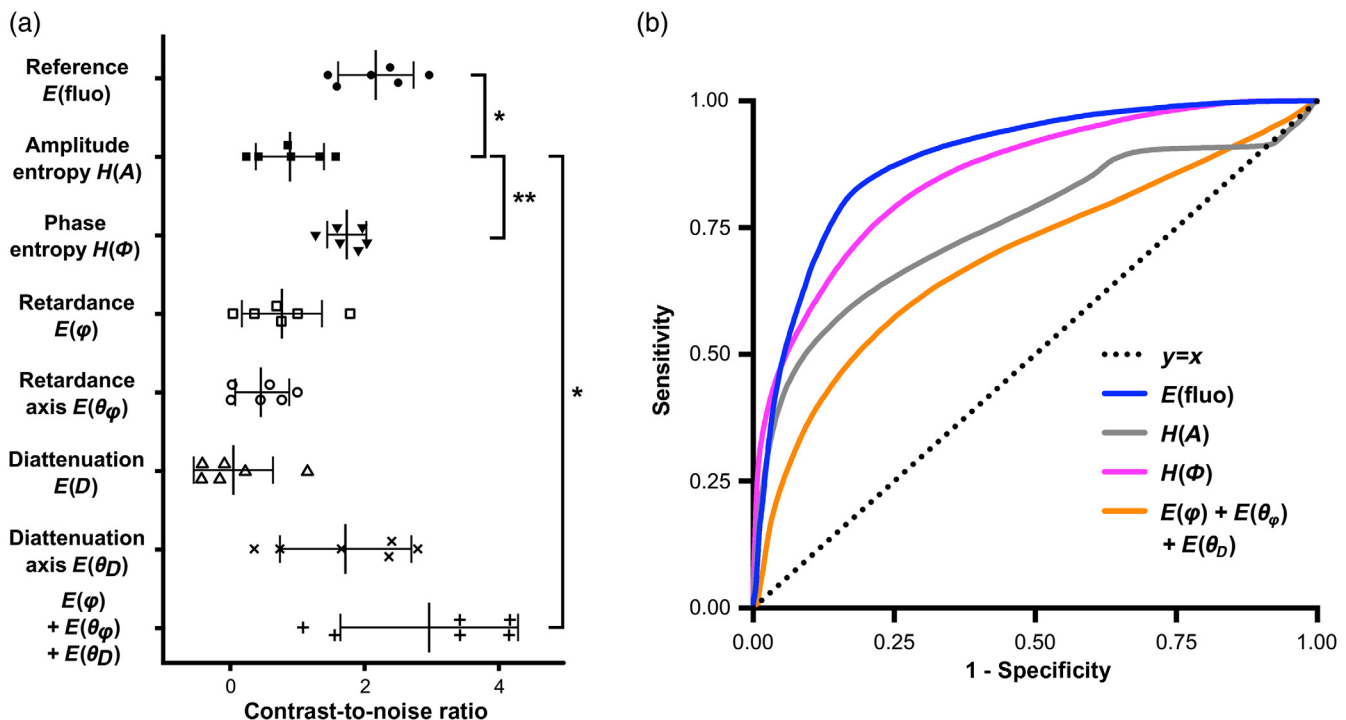 (a)
Reference
E(fluo)
Amplitude
entropy H(A)
Phase
entropy H(Φ)
Retardance
E(φ)
Retardance
axis E(θφ)
Diattenuation
E(D)
Diattenuation
axis E(θD)
E(φ)
+ E(θφ)
+ E(θD)
*
**
*
0
2
4
Contrast-to-noise ratio
(b)
1.00
0.75
0.50
0.25
0.00
Sensitivity
y=x
E(fluo)
H(A)
H(Φ)
E(φ) + E(θφ)
+ E(θD)
0.00
0.25
0.50
0.75
1.00
1 - Specificity